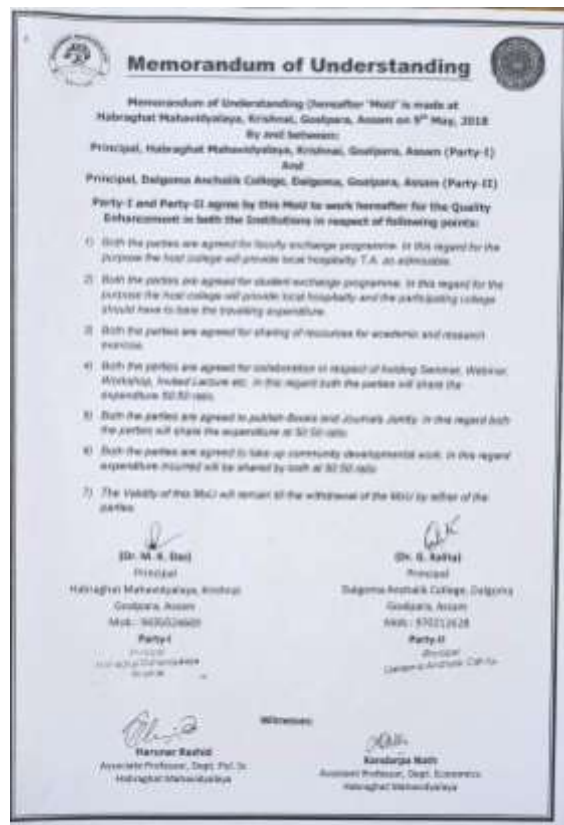 Memorandum of Understanding
Memorandum of Understanding (hereafter 'MoU' is made at
Habraghat Mahavidyalaya, Krishnai, Goalpara, Assam on 9th May, 2018
By and between:
Principal, Habraghat Mahavidyalaya, Krishnai, Goalpara, Assam (Party-I)
And
Principal, Dalgoma Anchalik College, Dalgoma, Goalpara, Assam (Party-II)
Party-I and Party-II agree by this MoU to work hereafter for the Quality
Enhancement in both the Institutions in respect of following points:
1) Both the parties are agreed for faculty exchange programme. In this regard for the
purpose the host college will provide local hospitality T.A. as admissible.
2) Both the parties are agreed for student exchange programme. In this regard for the
purpose the host college will provide local hospitality and the participating college
should have to bear the traveling expenditure.
3) Both the parties are agreed for sharing of resources for academic and research
exercise.
4) Both the parties are agreed for collaboration in respect of holding Seminar, Webinar,
Workshop, Invited Lecture etc. In this regard both the parties will share the
expenditure 50:50 ratio.
5) Both the parties are agreed to publish Books and Journals Jointly. In this regard both
the parties will share the expenditure at 50:50 ratio.
6) Both the parties are agreed to take up community developmental work. In this regard
expenditure incurred will be shared by both at 50:50 ratio.
7) The Validity of this MoU will remain till the withdrawal of the MoU by either of the
parties.
(Dr. M. K. Das)
Principal
Habraghat Mahavidyalaya, Krishnai
Goalpara, Assam
Mob.:
Party-I
Principal
Habraghat Mahavidyalaya
(Dr. G. Kalita)
Principal
Dalgoma Anchalik College, Dalgoma
Goalpara, Assam
Mob.:
Party-II
Principal
Dalgoma Anchalik College
Witnesses:
Harunar Rashid
Associate Professor, Dept. Pol. Sc
Habraghat Mahavidyalaya
Kandarpa Nath
Assistant Professor, Dept. Economics
Habraghat Mahavidyalaya